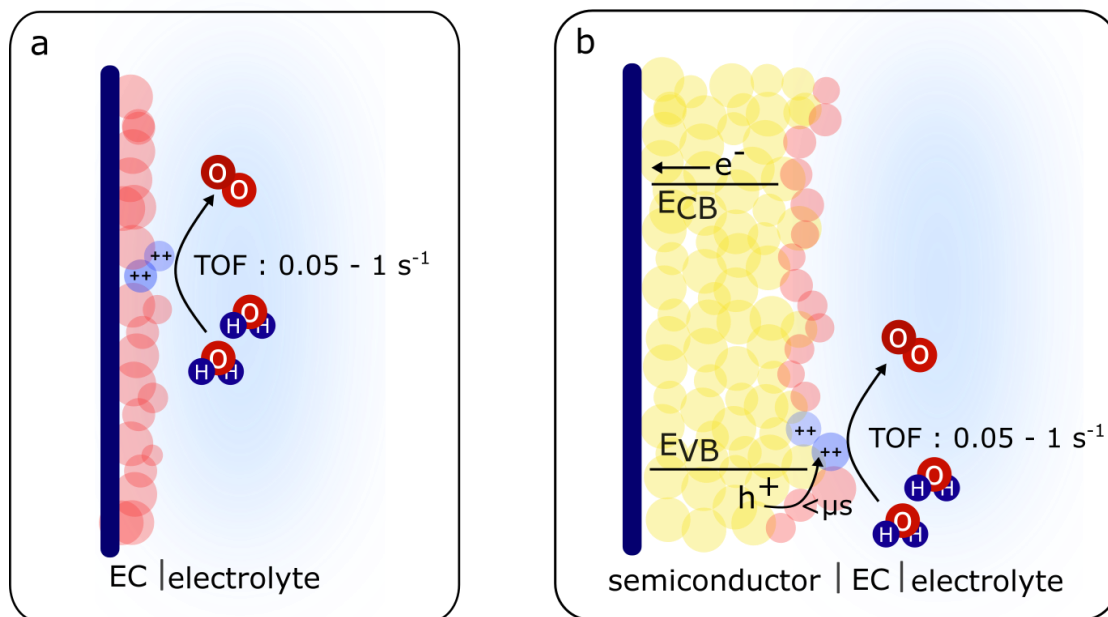 a
O
O
++
++
TOF : 0.05 - 1 s⁻¹
O
H H
O
H H
EC | electrolyte
b
e⁻
ECB
O
O
++
++
EVB
TOF : 0.05 - 1 s⁻¹
h⁺
<μs
O
H H
O
H H
semiconductor | EC | electrolyte